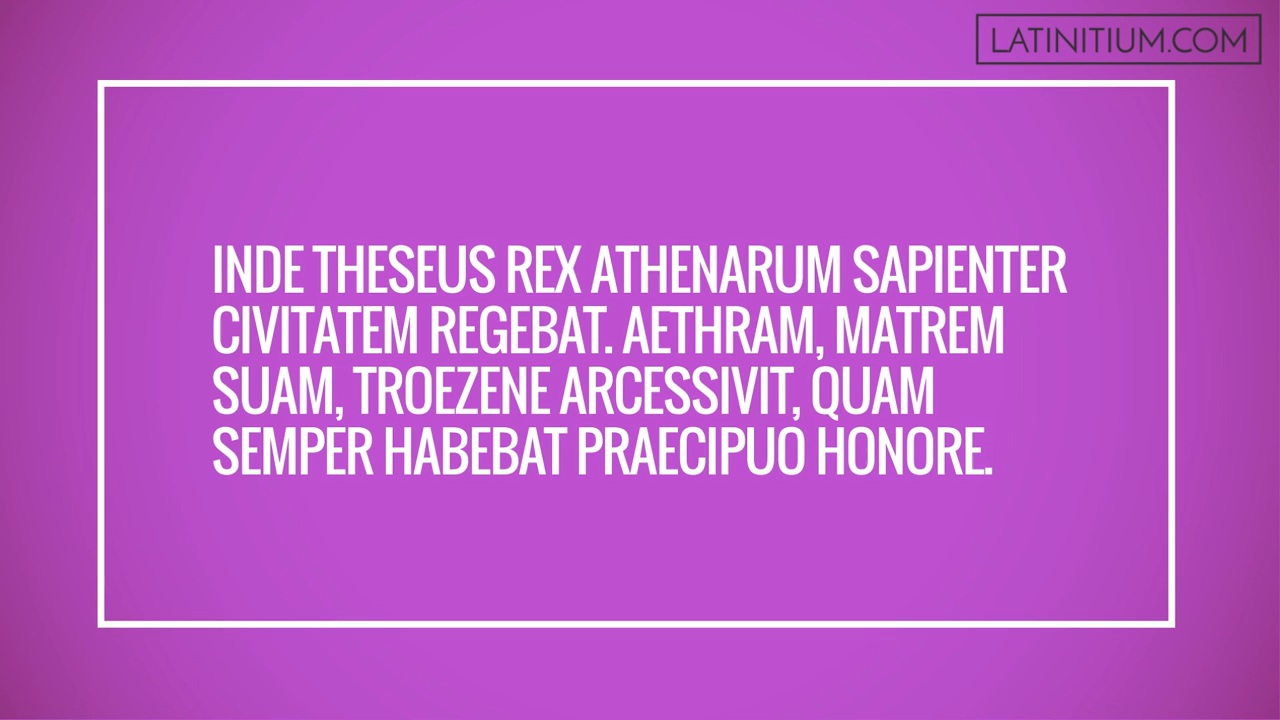 LATINITIUM.COM
INDE THESEUS REX ATHENARUM SAPIENTER
CIVITATEM REGEBAT. AETHRAM, MATREM
SUAM, TROEZENE ARCESSIVIT, QUAM
SEMPER HABEBAT PRAECIPUO HONORE.